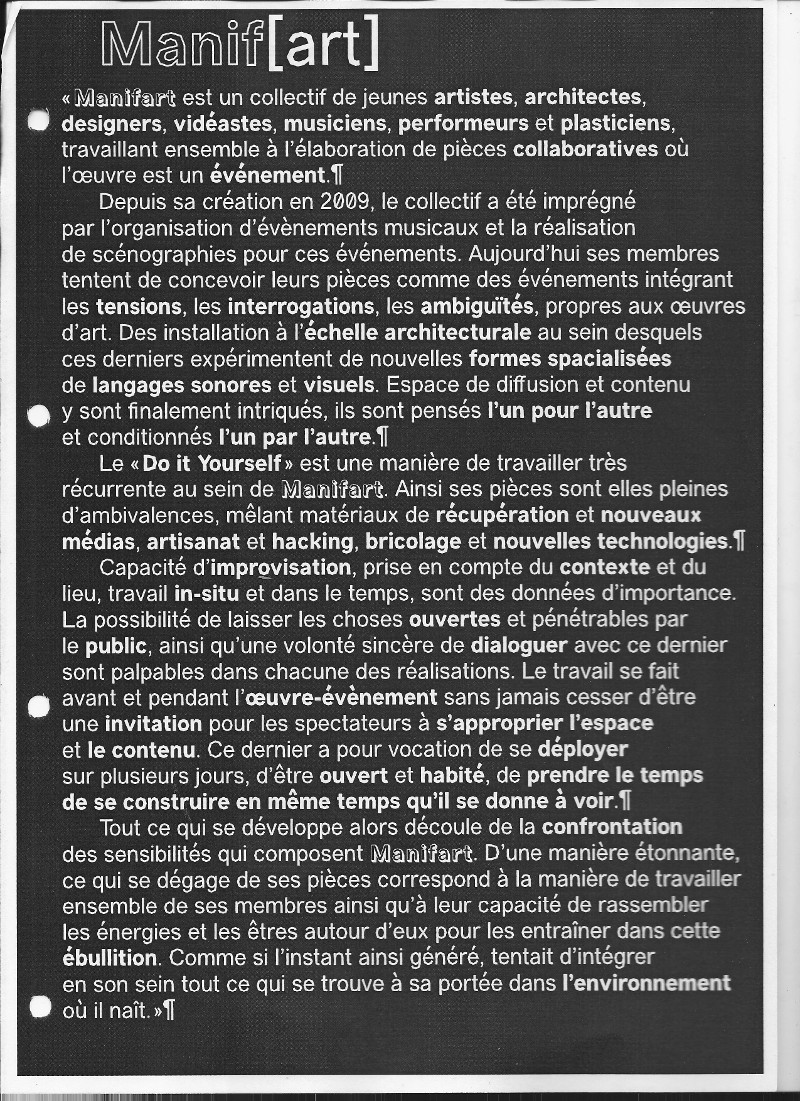 Manif[art]
« Manifart est un collectif de jeunes artistes, architectes,
designers, vidéastes, musiciens, performeurs et plasticiens,
travaillant ensemble à l'élaboration de pièces collaboratives où
l'œuvre est un événement.¶
Depuis sa création en 2009, le collectif a été imprégné
par l'organisation d'évènements musicaux et la réalisation
de scénographies pour ces événements. Aujourd'hui ses membres
tentent de concevoir leurs pièces comme des événements intégrant
les tensions, les interrogations, les ambiguïtés, propres aux œuvres
d'art. Des installation à l'échelle architecturale au sein desquels
ces derniers expérimentent de nouvelles formes spacialisées
de langages sonores et visuels. Espace de diffusion et contenu
y sont finalement intriqués, ils sont pensés l'un pour l'autre
et conditionnés l'un par l'autre.¶
Le « Do it Yourself » est une manière de travailler très
récurrente au sein de Manifart. Ainsi ses pièces sont elles pleines
d'ambivalences, mêlant matériaux de récupération et nouveaux
médias, artisanat et hacking, bricolage et nouvelles technologies.¶
Capacité d'improvisation, prise en compte du contexte et du
lieu, travail in-situ et dans le temps, sont des données d'importance.
La possibilité de laisser les choses ouvertes et pénétrables par
le public, ainsi qu'une volonté sincère de dialoguer avec ce dernier
sont palpables dans chacune des réalisations. Le travail se fait
avant et pendant l'œuvre-évènement sans jamais cesser d'être
une invitation pour les spectateurs à s'approprier l'espace
et le contenu. Ce dernier a pour vocation de se déployer
sur plusieurs jours, d'être ouvert et habité, de prendre le temps
de se construire en même temps qu'il se donne à voir.¶
Tout ce qui se développe alors découle de la confrontation
des sensibilités qui composent Manifart. D'une manière étonnante,
ce qui se dégage de ses pièces correspond à la manière de travailler
ensemble de ses membres ainsi qu'à leur capacité de rassembler
les énergies et les êtres autour d'eux pour les entraîner dans cette
ébullition. Comme si l'instant ainsi généré, tentait d'intégrer
en son sein tout ce qui se trouve à sa portée dans l'environnement
où il naît. »¶